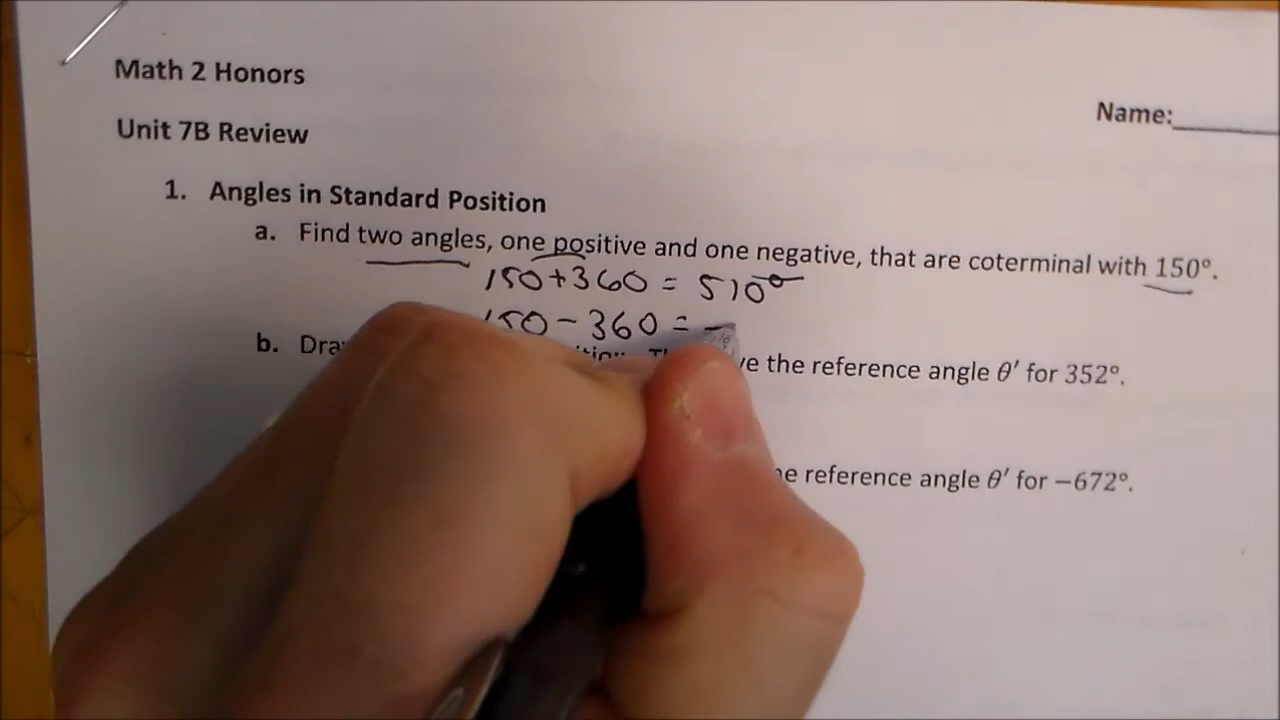 Math 2 Honors
Name:
Unit 7B Review
1. Angles in Standard Position
a. Find two angles, one positive and one negative, that are coterminal with 150°.
150+360 = 510°
150-360 = -
b. the reference angle θ′ for 352°.
reference angle θ′ for −672°.